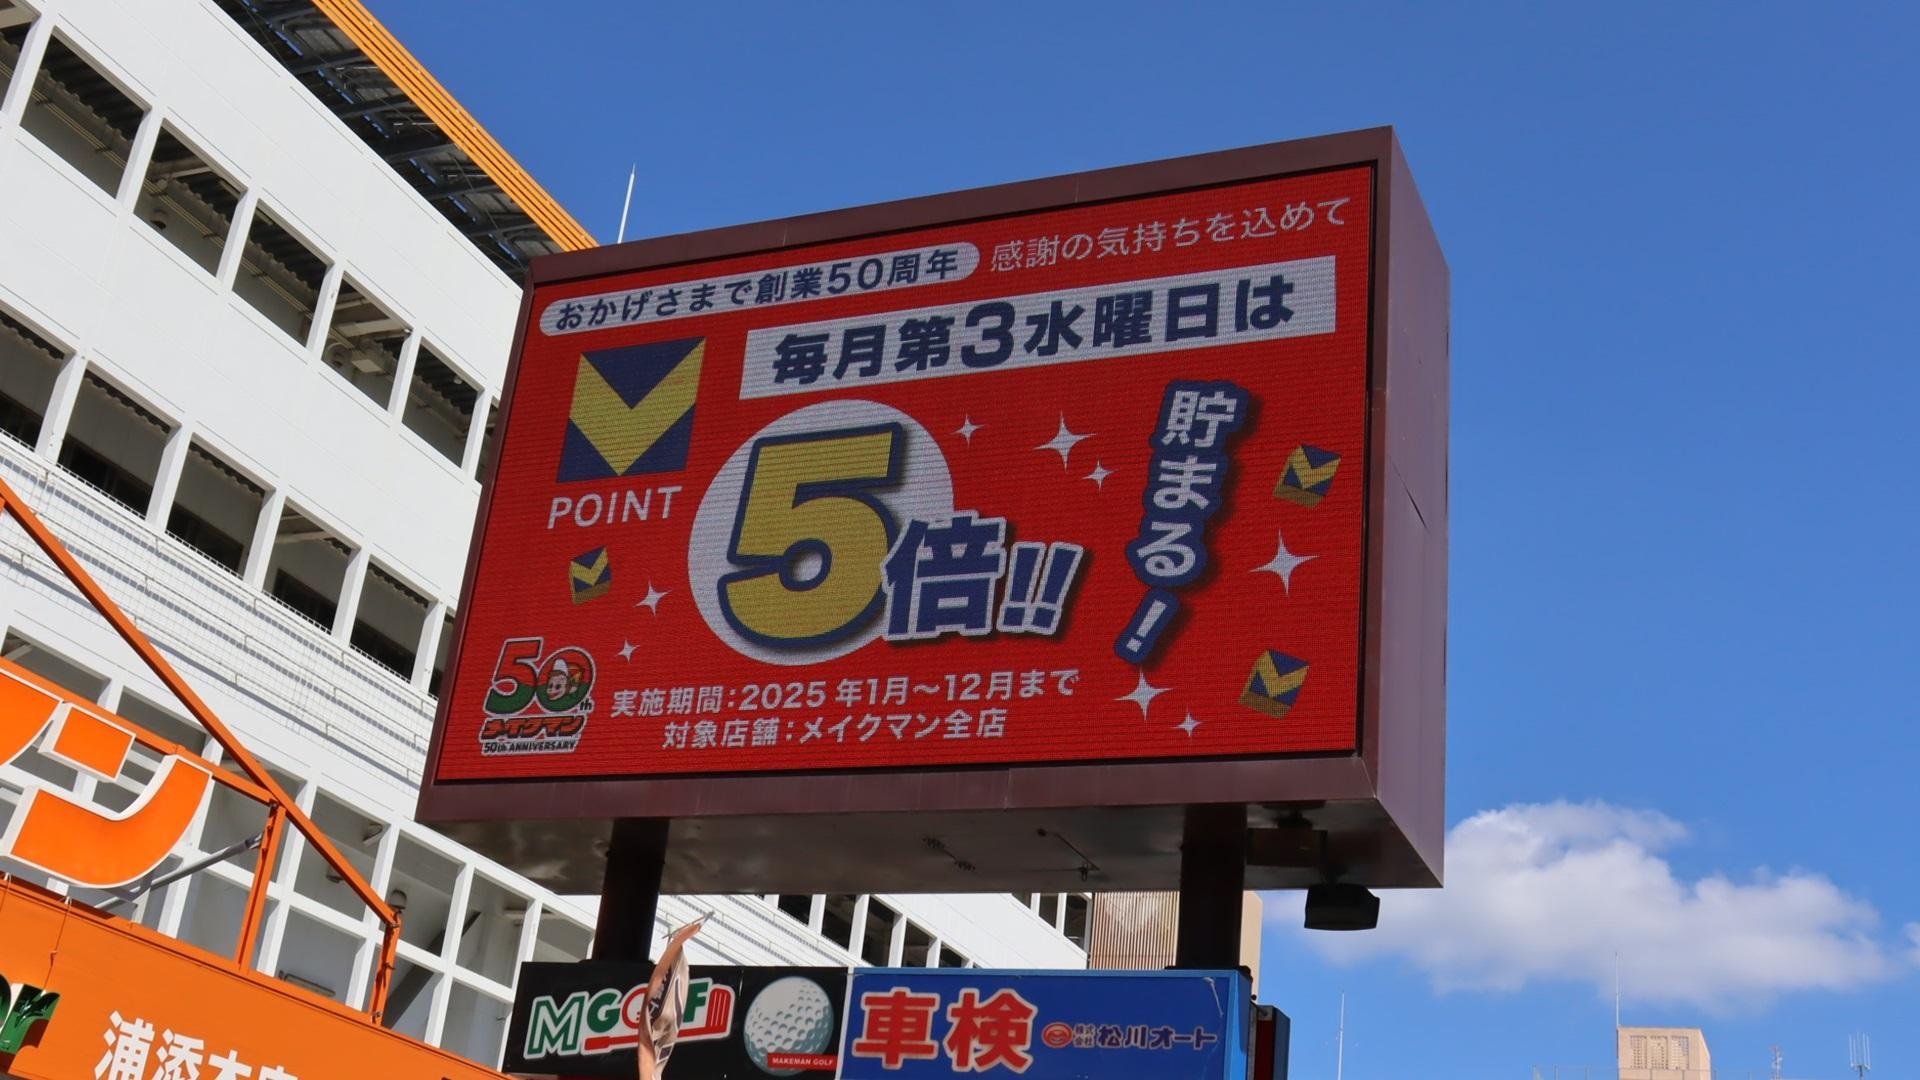 おかげさまで創業50周年 感謝の気持ちを込めて
毎月第3水曜日は
POINT
5倍!!
貯まる!
50th
メイクマン
50th ANNIVERSARY
実施期間:2025年1月〜12月まで
対象店舗:メイクマン全店
MGOLF
MAKEMAN GOLF
車検
株式会社 松川オート
浦添本店